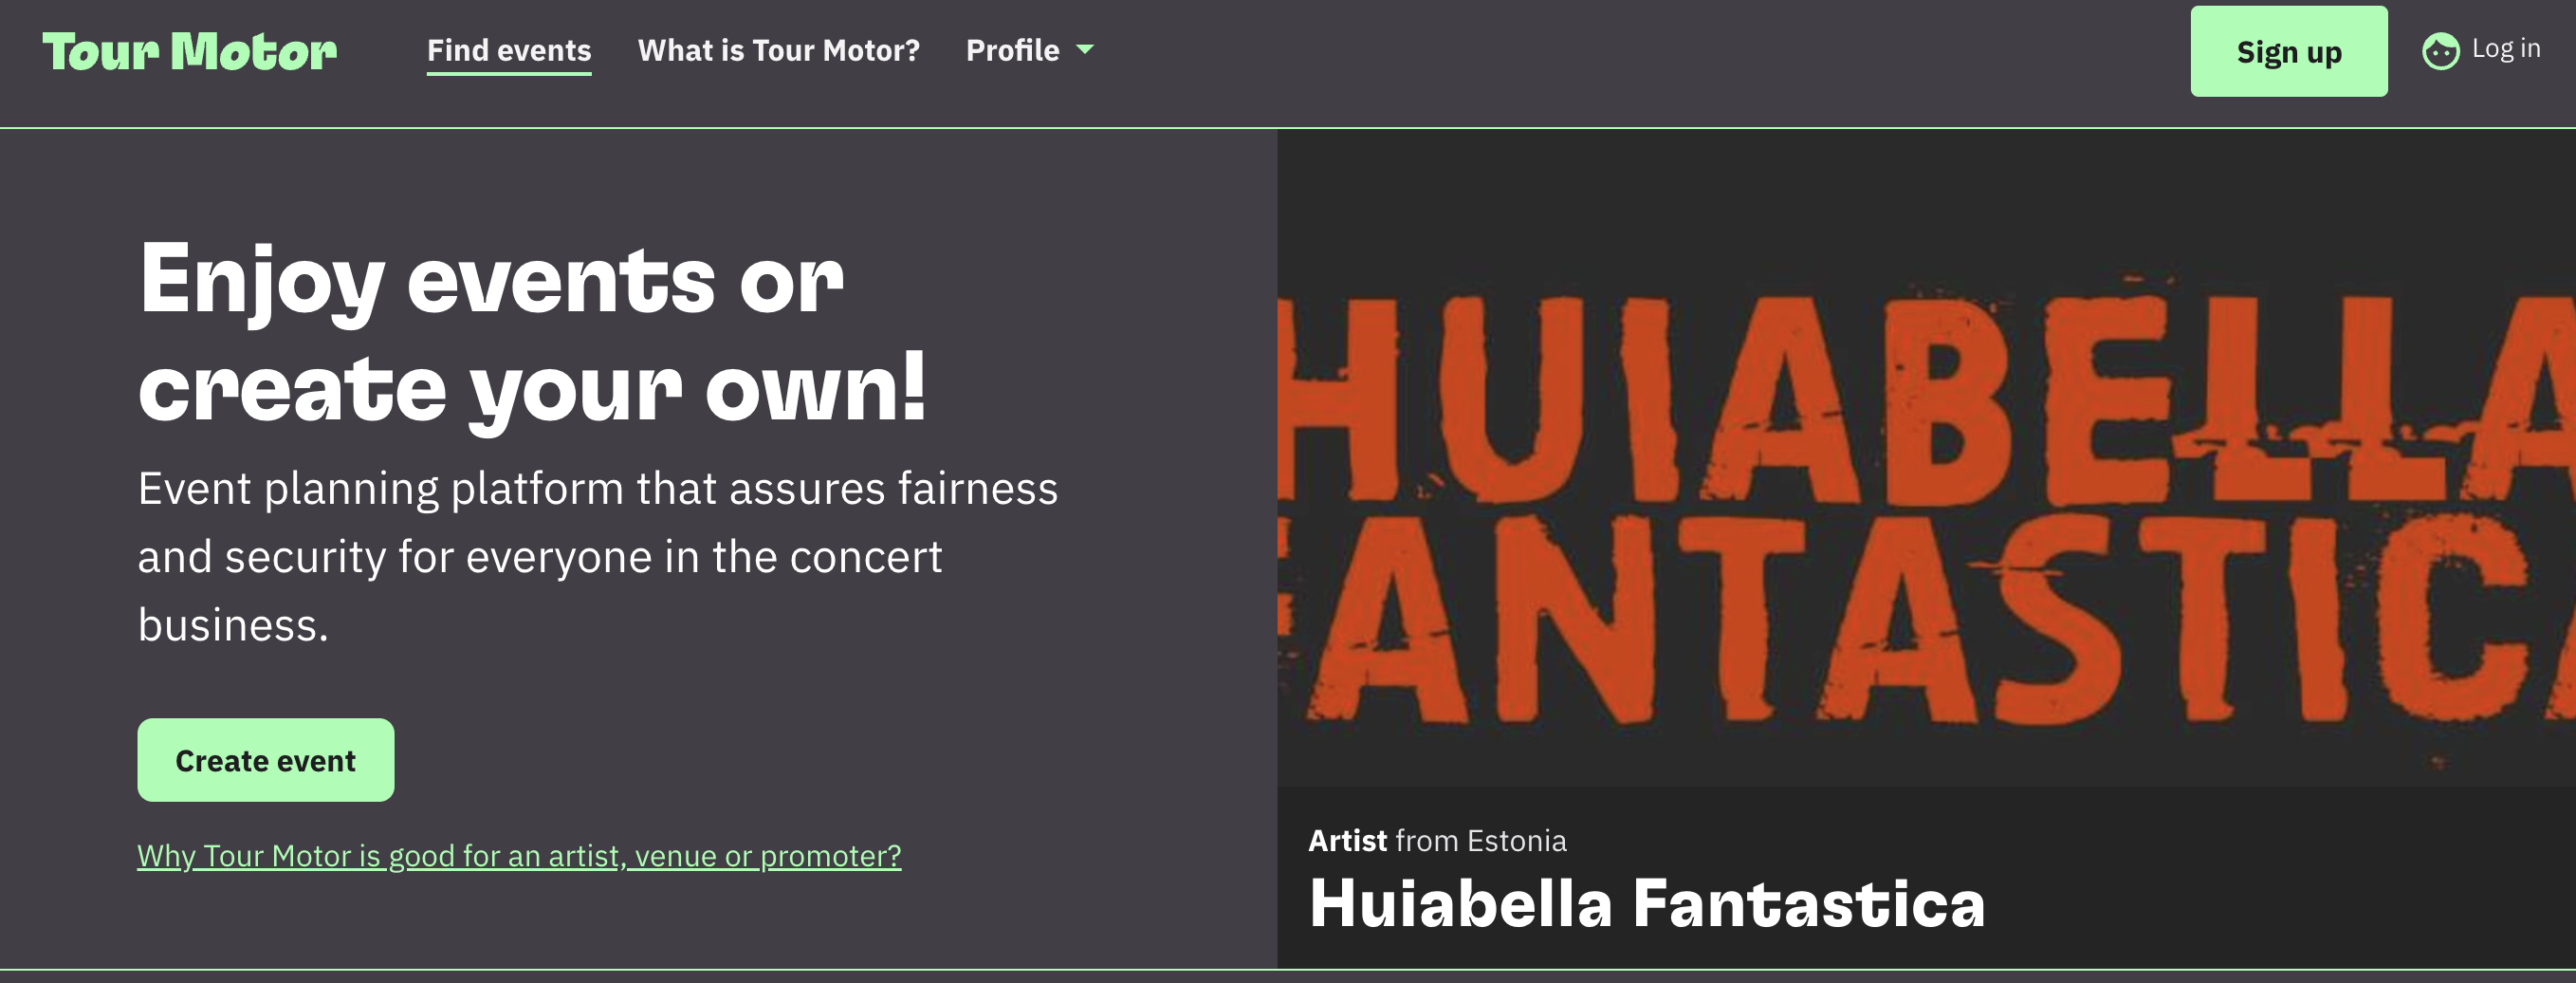 Tour Motor
Find events
What is Tour Motor?
Profile
Sign up
Log in
Enjoy events or
create your own!
Event planning platform that assures fairness
and security for everyone in the concert
business.
Create event
Why Tour Motor is good for an artist, venue or promoter?
HUIABELLA
FANTASTICA
Artist from Estonia
Huiabella Fantastica